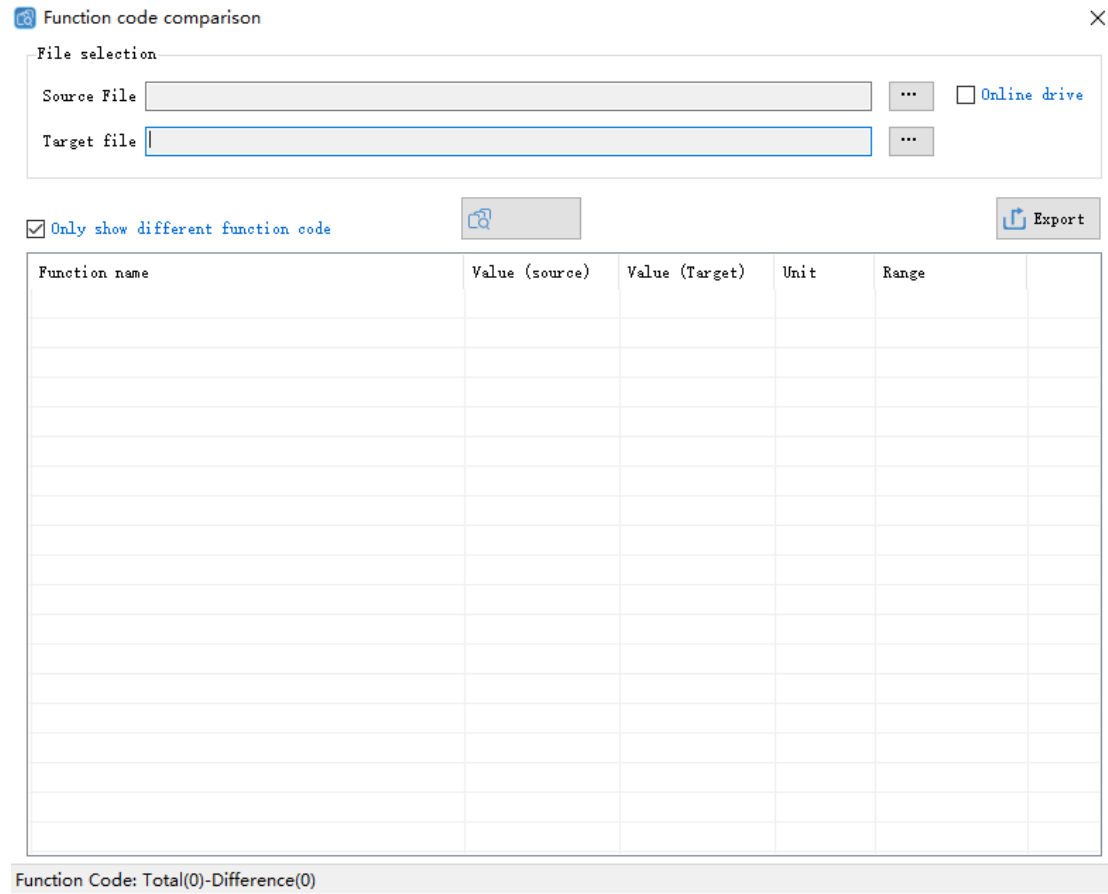 Function code comparison
File selection
Source File ... Online drive
Target file ...
Only show different function code Export
Function name Value (source) Value (Target) Unit Range
Function Code: Total(0)-Difference(0)